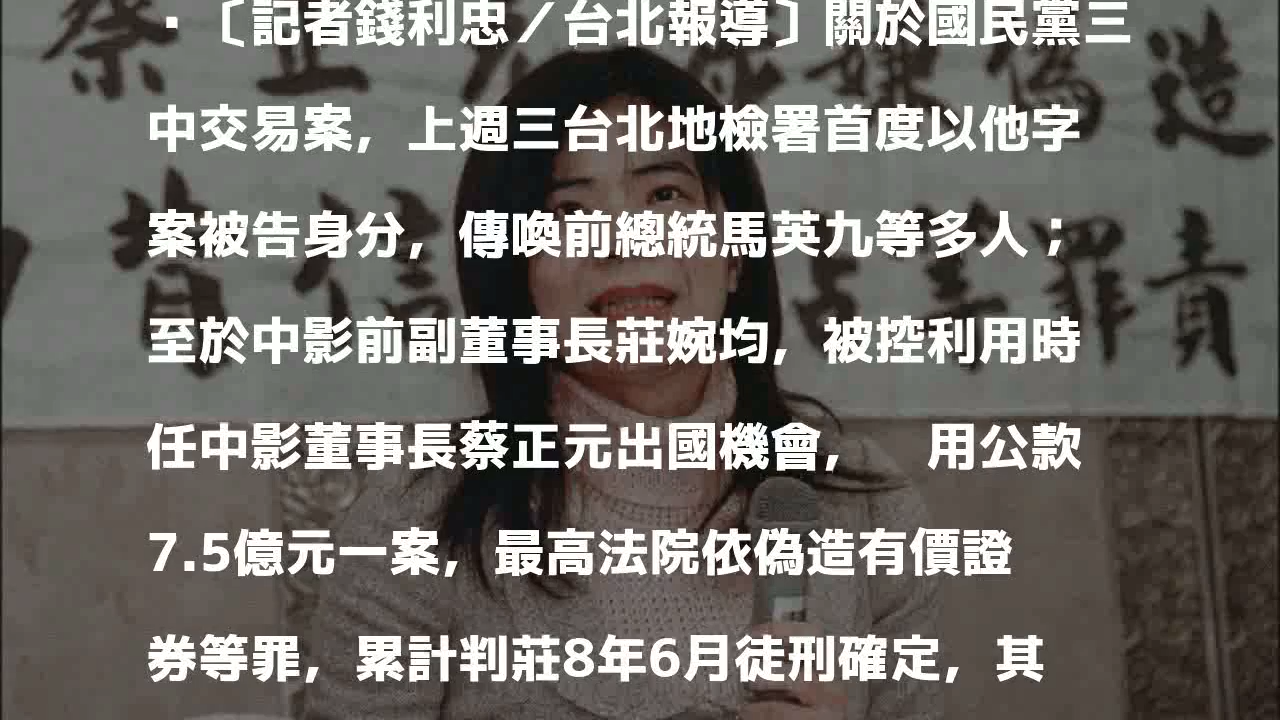 ・〔記者錢利忠／台北報導〕關於國民黨三
中交易案，上週三台北地檢署首度以他字
案被告身分，傳喚前總統馬英九等多人；
至於中影前副董事長莊婉均，被控利用時
任中影董事長蔡正元出國機會，　用公款
7.5億元一案，最高法院依偽造有價證
券等罪，累計判莊8年6月徒刑確定，其